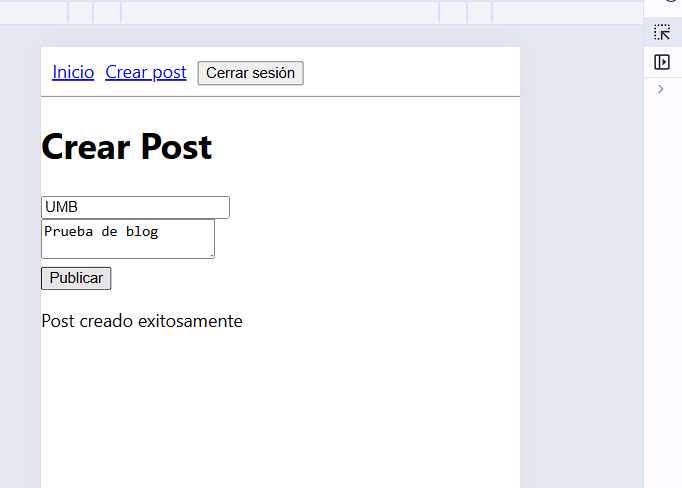 Inicio Crear post Cerrar sesión
Crear Post
UMB
Prueba de blog
Publicar
Post creado exitosamente